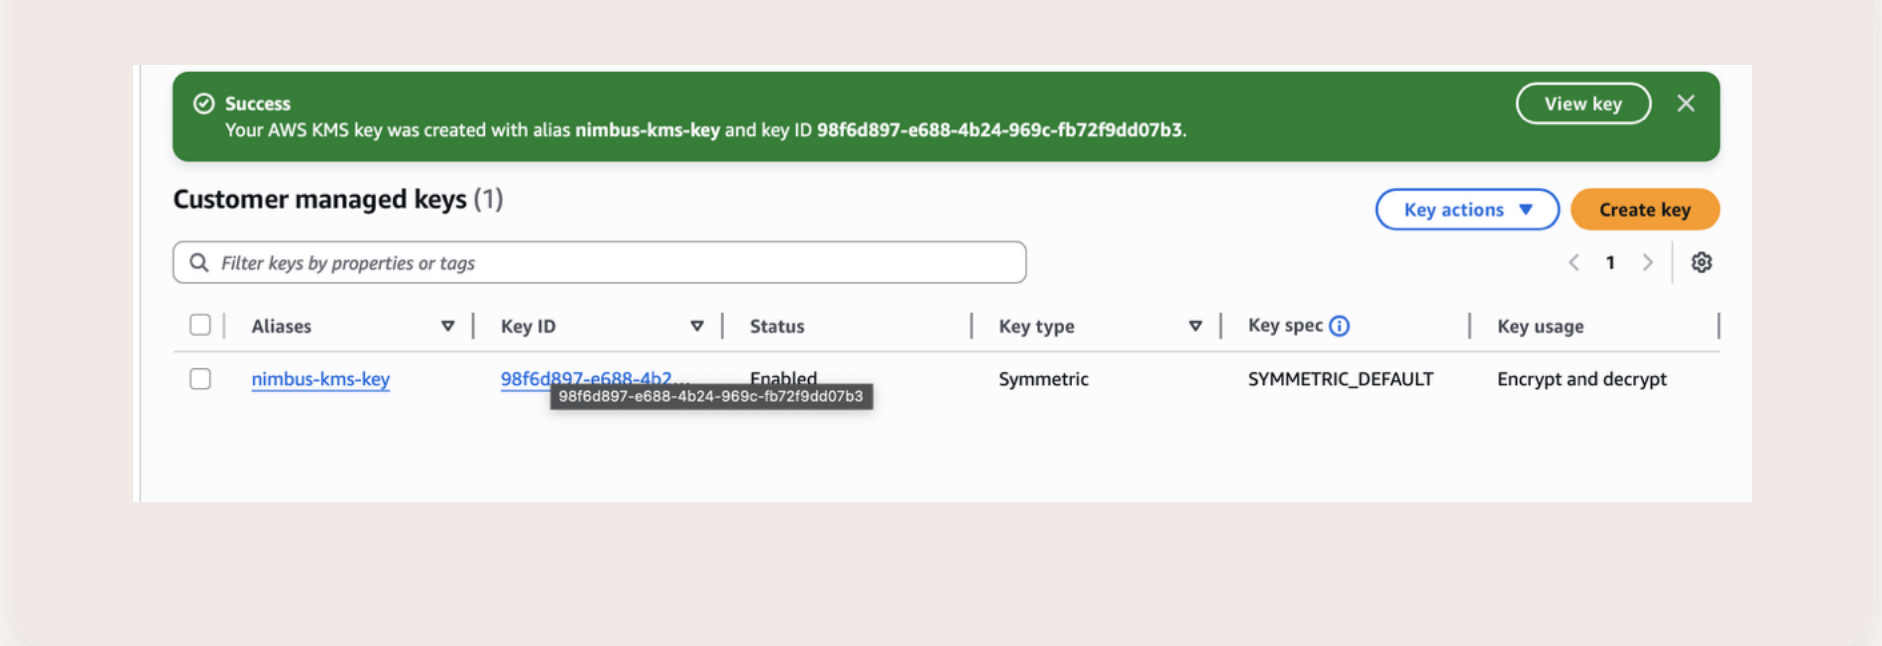 Success
View key
Your AWS KMS key was created with alias nimbus-kms-key and key ID 98f6d897-e688-4b24-969c-fb72f9dd07b3.
Customer managed keys (1)
Key actions
Create key
Filter keys by properties or tags
1
Aliases Key ID Status Key type Key spec Key usage
nimbus-kms-key 98f6d897-e688-4b2... Enabled Symmetric SYMMETRIC_DEFAULT Encrypt and decrypt
98f6d897-e688-4b24-969c-fb72f9dd07b3